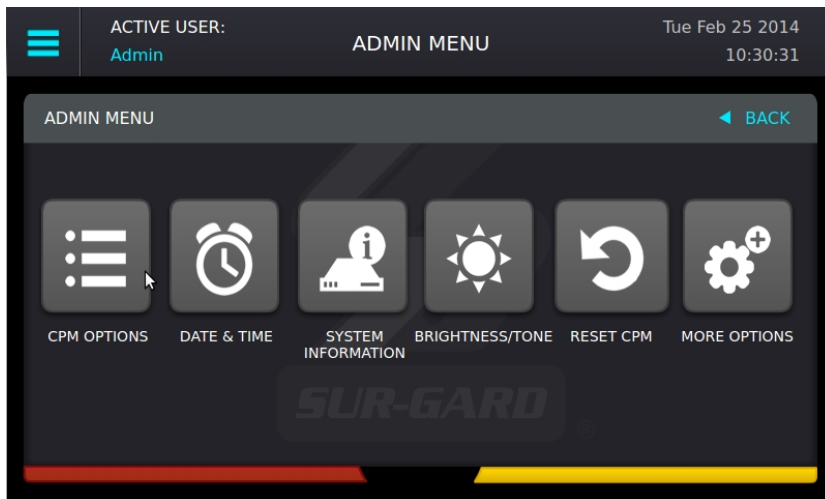 ACTIVE USER:
Admin
ADMIN MENU
Tue Feb 25 2014
10:30:31
ADMIN MENU
BACK
CPM OPTIONS
DATE & TIME
SYSTEM
INFORMATION
BRIGHTNESS/TONE
RESET CPM
MORE OPTIONS
SUR-GARD
®